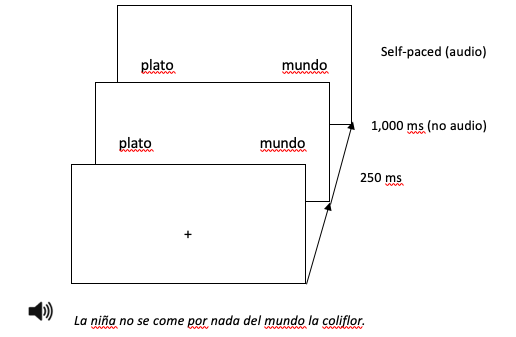 Self-paced (audio)
plato mundo
1,000 ms (no audio)
plato mundo
250 ms
+
La niña no se come por nada del mundo la coliflor.